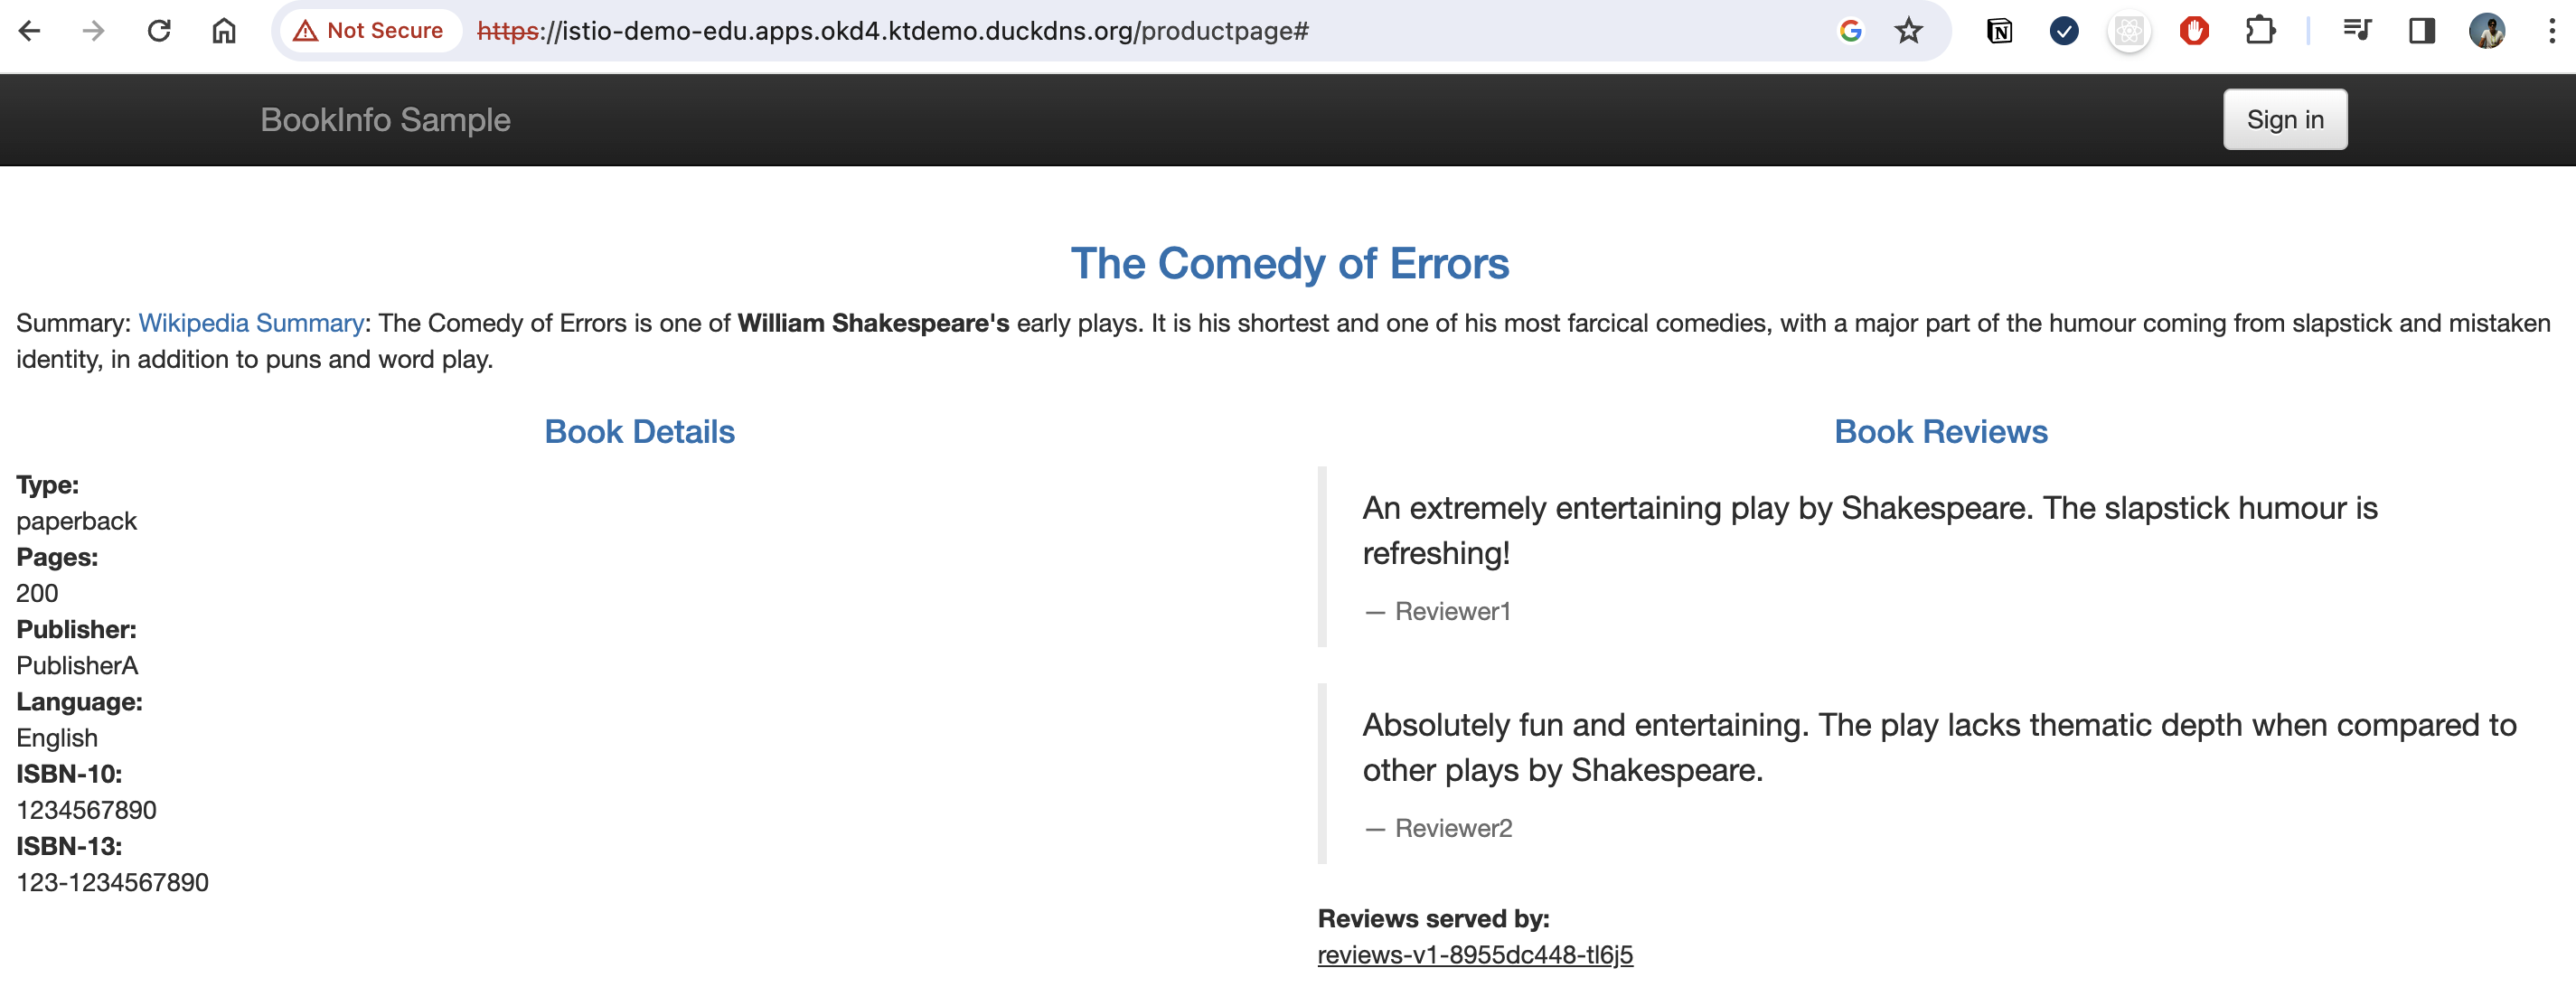 Not Secure https://istio-demo-edu.apps.okd4.ktdemo.duckdns.org/productpage#
BookInfo Sample
Sign in
The Comedy of Errors
Summary: Wikipedia Summary: The Comedy of Errors is one of William Shakespeare's early plays. It is his shortest and one of his most farcical comedies, with a major part of the humour coming from slapstick and mistaken
identity, in addition to puns and word play.
Book Details
Type:
paperback
Pages:
200
Publisher:
PublisherA
Language:
English
ISBN-10:
1234567890
ISBN-13:
123-1234567890
Book Reviews
An extremely entertaining play by Shakespeare. The slapstick humour is
refreshing!
— Reviewer1
Absolutely fun and entertaining. The play lacks thematic depth when compared to
other plays by Shakespeare.
— Reviewer2
Reviews served by:
reviews-v1-8955dc448-tl6j5